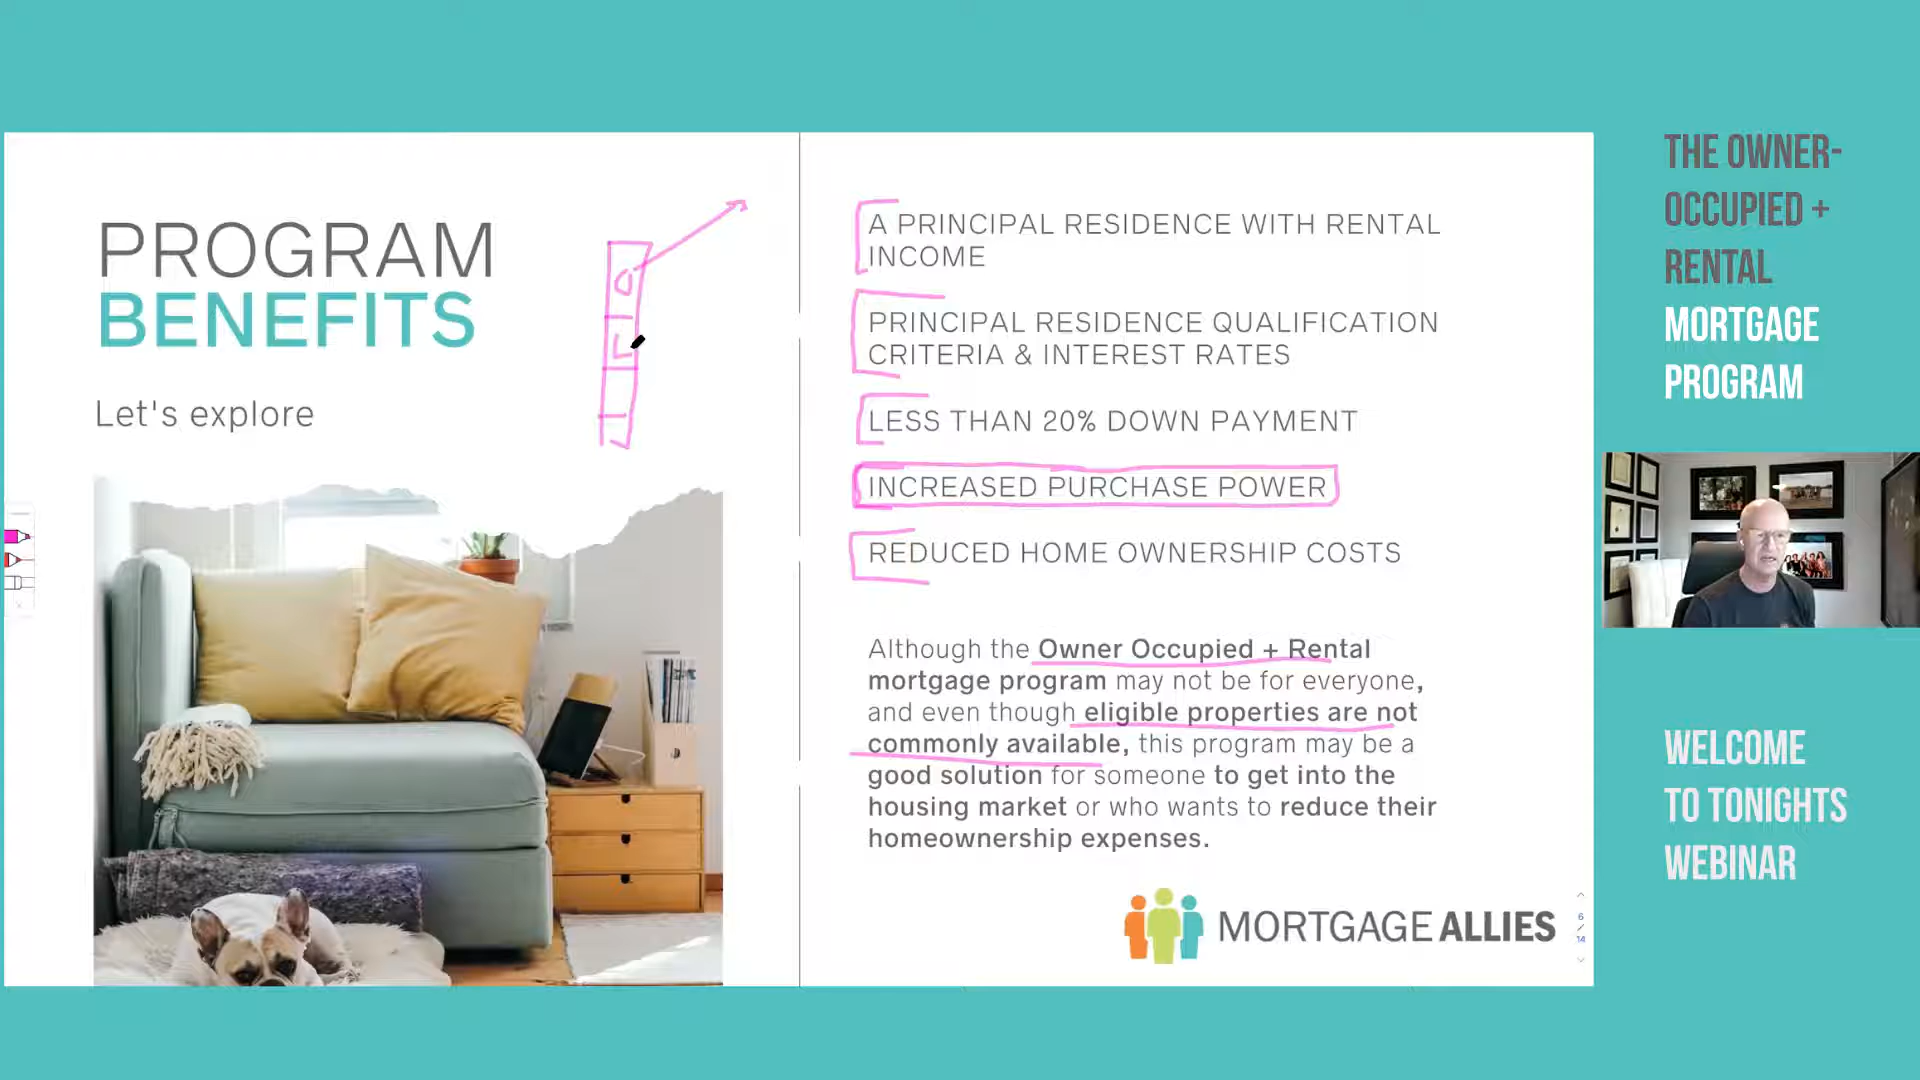 PROGRAM
BENEFITS
Let's explore
A PRINCIPAL RESIDENCE WITH RENTAL
INCOME
PRINCIPAL RESIDENCE QUALIFICATION
CRITERIA & INTEREST RATES
LESS THAN 20% DOWN PAYMENT
INCREASED PURCHASE POWER
REDUCED HOME OWNERSHIP COSTS
Although the Owner Occupied + Rental
mortgage program may not be for everyone,
and even though eligible properties are not
commonly available, this program may be a
good solution for someone to get into the
housing market or who wants to reduce their
homeownership expenses.
MORTGAGE ALLIES
6
/
14
THE OWNER-
OCCUPIED +
RENTAL
MORTGAGE
PROGRAM
WELCOME
TO TONIGHTS
WEBINAR